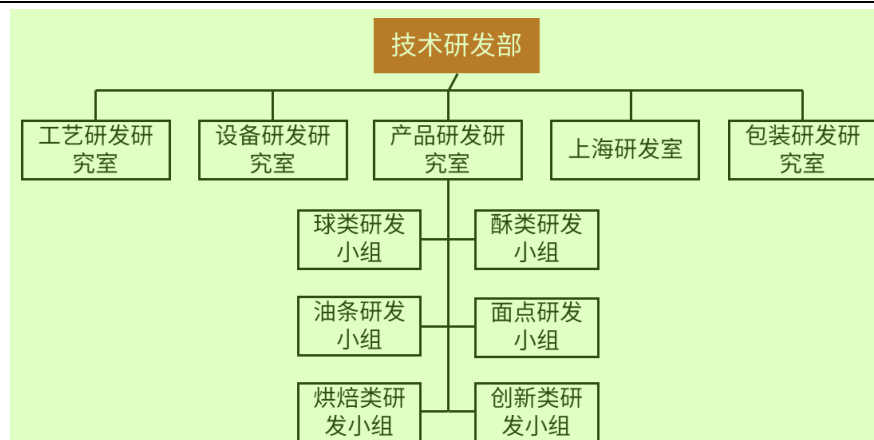 技术研发部
工艺研发研
究室
设备研发研
究室
产品研发研
究室
上海研发室
包装研发研
究室
球类研发
小组
酥类研发
小组
油条研发
小组
面点研发
小组
烘焙类研
发小组
创新类研
发小组